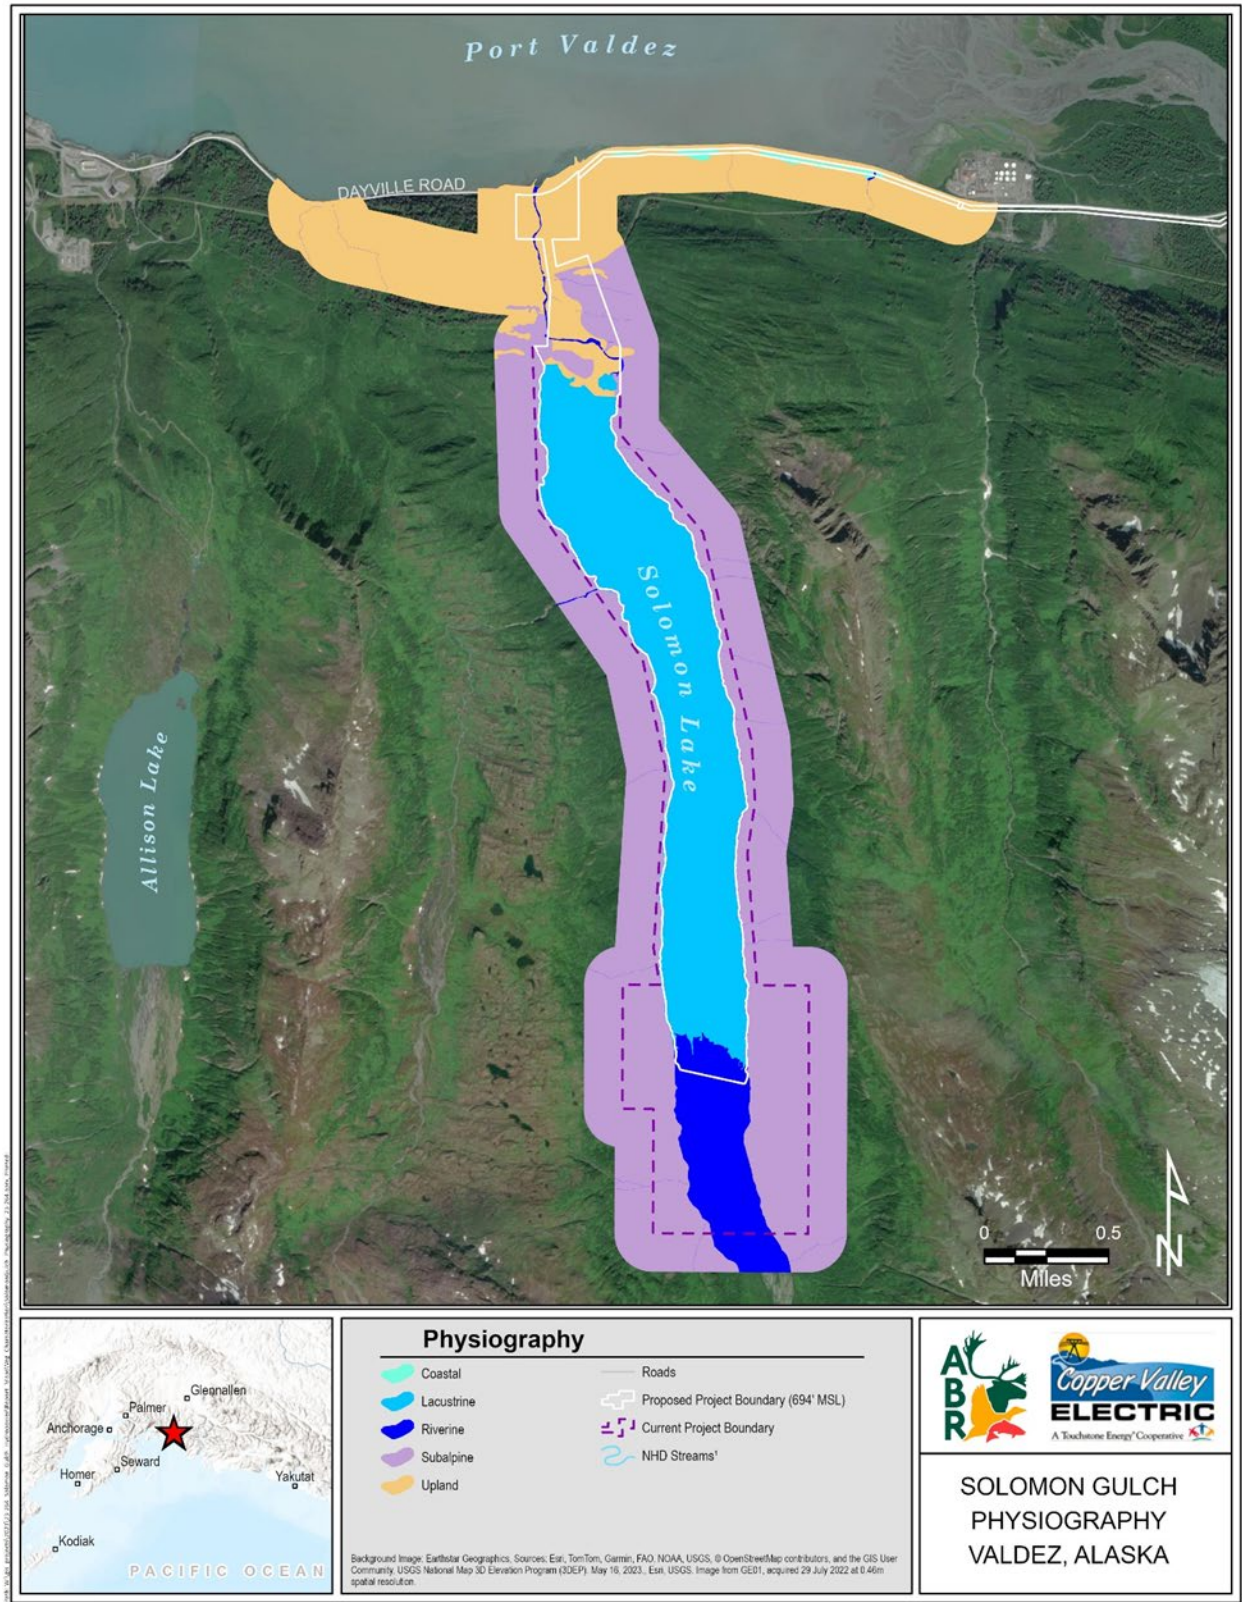 Port Valdez
DAYVILLE ROAD
Solomon Lake
Allison Lake
0 0.5
Miles
N
Glennallen
Palmer
Anchorage
Seward
Homer
Yakutat
Kodiak
PACIFIC OCEAN
Physiography
Coastal
Lacustrine
Riverine
Subalpine
Upland
Roads
Proposed Project Boundary (694' MSL)
Current Project Boundary
NHD Streams¹
Background Image: Earthstar Geographics, Sources: Esri, TomTom, Garmin, FAO, NOAA, USGS, © OpenStreetMap contributors, and the GIS User
Community, USGS National Map 3D Elevation Program (3DEP). May 16, 2023., Esri, USGS. Image from GE01, acquired 29 July 2022 at 0.46m
spatial resolution.
ABR
Copper Valley
ELECTRIC
A Touchstone Energy® Cooperative
SOLOMON GULCH
PHYSIOGRAPHY
VALDEZ, ALASKA